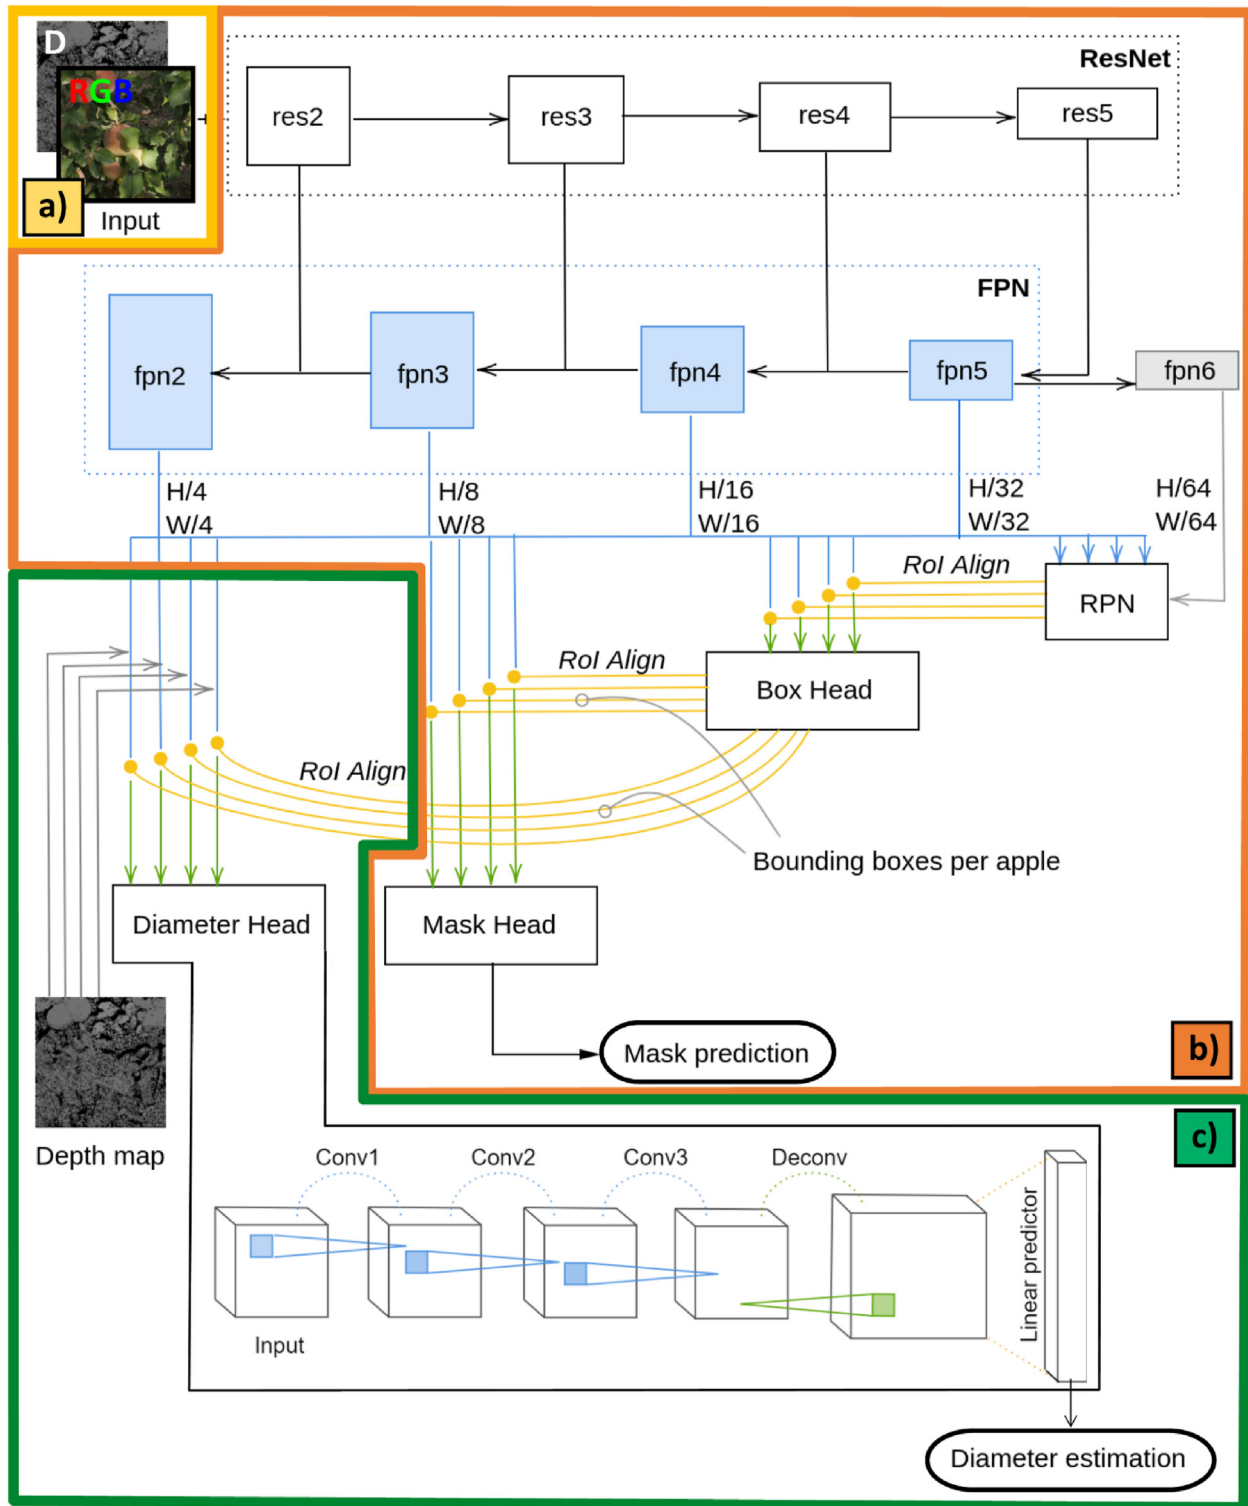 D
RGB
a)
Input
ResNet
res2
res3
res4
res5
FPN
fpn2
fpn3
fpn4
fpn5
fpn6
H/4
W/4
H/8
W/8
H/16
W/16
H/32
W/32
H/64
W/64
RoI Align
RPN
RoI Align
Box Head
RoI Align
Bounding boxes per apple
Diameter Head
Mask Head
Mask prediction
b)
c)
Depth map
Conv1
Conv2
Conv3
Deconv
Linear predictor
Input
Diameter estimation